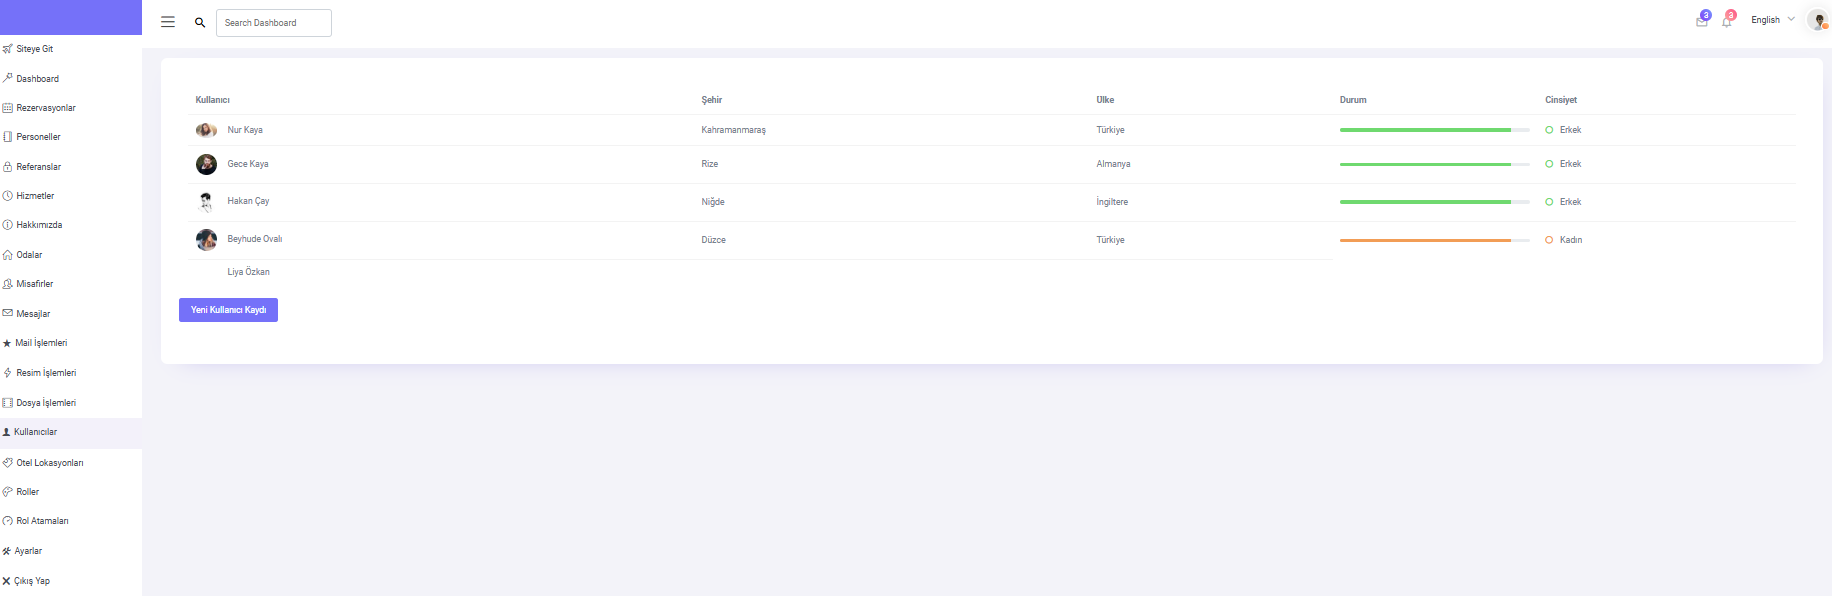 Search Dashboard
3
3
English
Siteye Git
Dashboard
Rezervasyonlar
Personeller
Referanslar
Hizmetler
Hakkımızda
Odalar
Misafirler
Mesajlar
Mail İşlemleri
Resim İşlemleri
Dosya İşlemleri
Kullanıcılar
Otel Lokasyonları
Roller
Rol Atamaları
Ayarlar
Çıkış Yap
Kullanıcı Şehir Ülke Durum Cinsiyet
Nur Kaya Kahramanmaraş Türkiye Erkek
Gece Kaya Rize Almanya Erkek
Hakan Çay Niğde İngiltere Erkek
Beyhude Ovalı Düzce Türkiye Kadın
Liya Özkan
Yeni Kullanıcı Kaydı